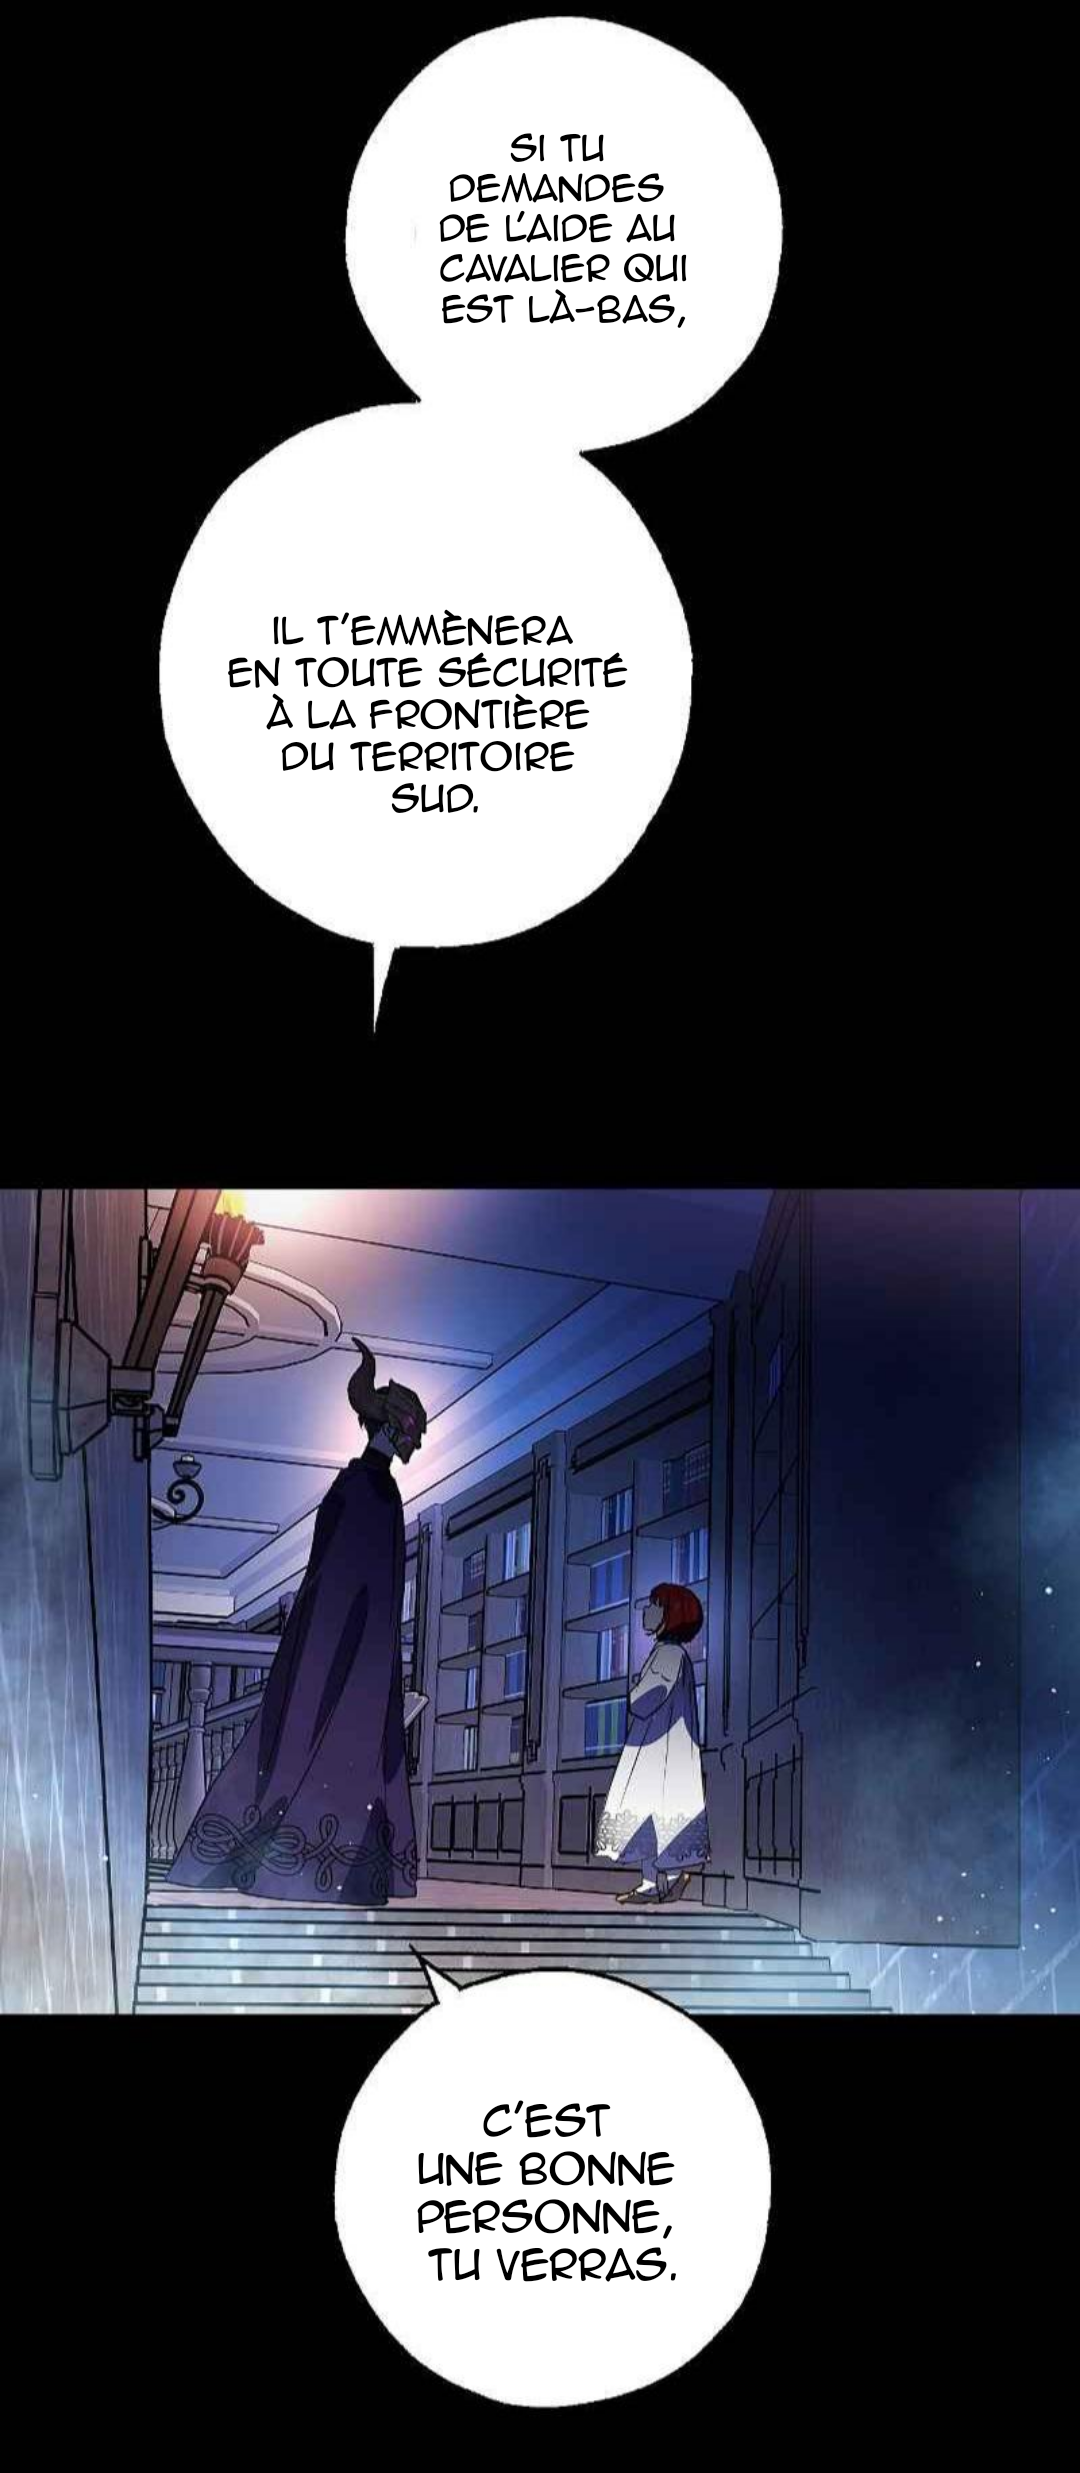 SI TU
DEMANDES
DE L'AIDE AU
CAVALIER QUI
EST LÀ-BAS,
IL T'EMMÈNERA
EN TOUTE SÉCURITÉ
À LA FRONTIÈRE
DU TERRITOIRE
SUD.
C'EST
UNE BONNE
PERSONNE,
TU VERRAS.